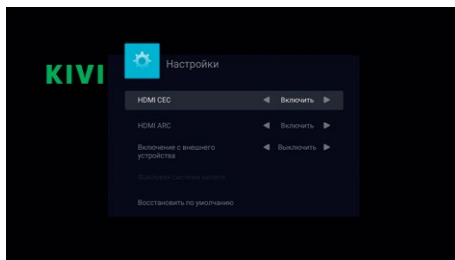 KIVI
Настройки
HDMI CEC
Включить
HDMI ARC
Включить
Включение с внешнего
устройства
Выключить
Восстановить по умолчанию